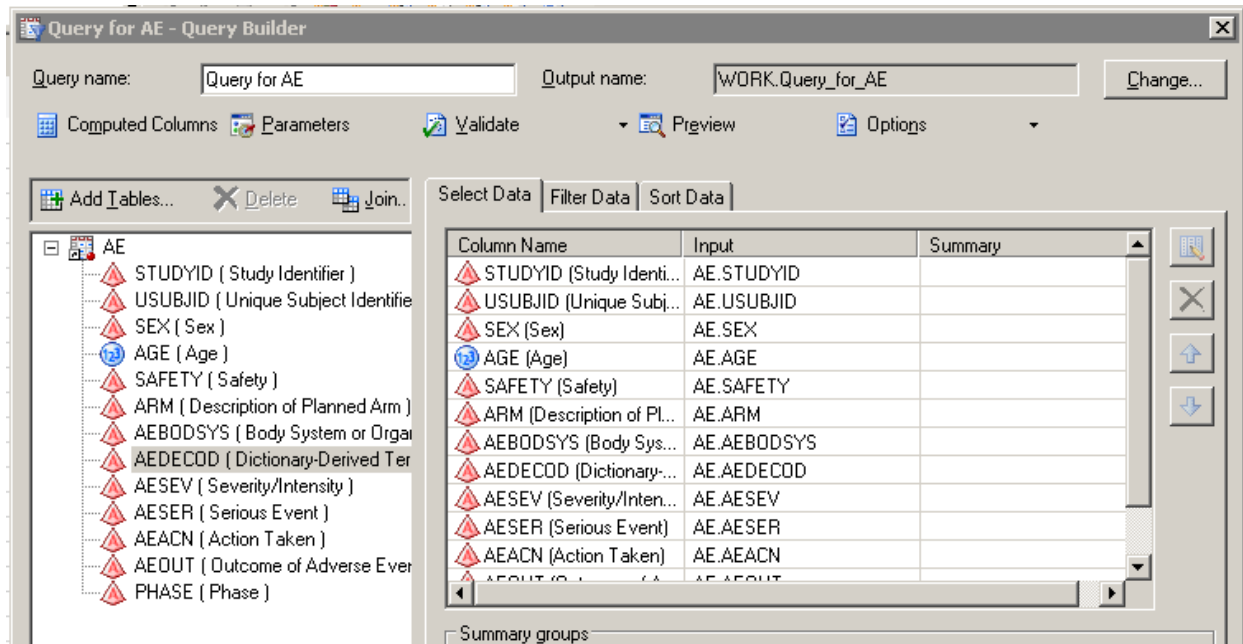 Query for AE - Query Builder
Query name: Query for AE Output name: WORK.Query_for_AE Change...
Computed Columns Parameters Validate Preview Options
Add Tables... Delete Join..
Select Data Filter Data Sort Data
AE
STUDYID ( Study Identifier )
USUBJID ( Unique Subject Identifie
SEX ( Sex )
123 AGE ( Age )
SAFETY ( Safety )
ARM ( Description of Planned Arm )
AEBODSYS ( Body System or Orga
AEDECOD ( Dictionary-Derived Ter
AESEV ( Severity/Intensity )
AESER ( Serious Event )
AEACN ( Action Taken )
AEOUT ( Outcome of Adverse Ever
PHASE ( Phase )
Column Name Input Summary
STUDYID (Study Identi... AE.STUDYID
USUBJID (Unique Subj... AE.USUBJID
SEX (Sex) AE.SEX
123 AGE (Age) AE.AGE
SAFETY (Safety) AE.SAFETY
ARM (Description of Pl... AE.ARM
AEBODSYS (Body Sys... AE.AEBODSYS
AEDECOD (Dictionary-... AE.AEDECOD
AESEV (Severity/Inten... AE.AESEV
AESER (Serious Event) AE.AESER
AEACN (Action Taken) AE.AEACN
Summary groups